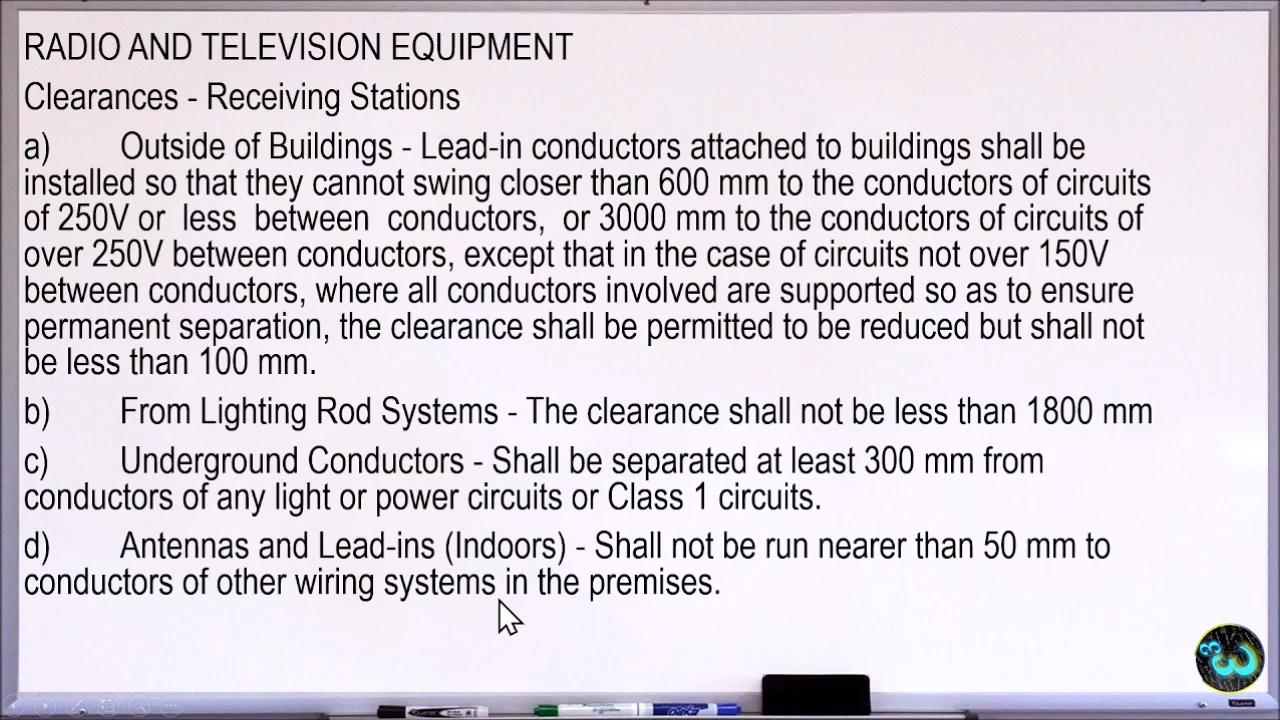 RADIO AND TELEVISION EQUIPMENT
Clearances - Receiving Stations
a) Outside of Buildings - Lead-in conductors attached to buildings shall be
installed so that they cannot swing closer than 600 mm to the conductors of circuits
of 250V or less between conductors, or 3000 mm to the conductors of circuits of
over 250V between conductors, except that in the case of circuits not over 150V
between conductors, where all conductors involved are supported so as to ensure
permanent separation, the clearance shall be permitted to be reduced but shall not
be less than 100 mm.
b) From Lighting Rod Systems - The clearance shall not be less than 1800 mm
c) Underground Conductors - Shall be separated at least 300 mm from
conductors of any light or power circuits or Class 1 circuits.
d) Antennas and Lead-ins (Indoors) - Shall not be run nearer than 50 mm to
conductors of other wiring systems in the premises.